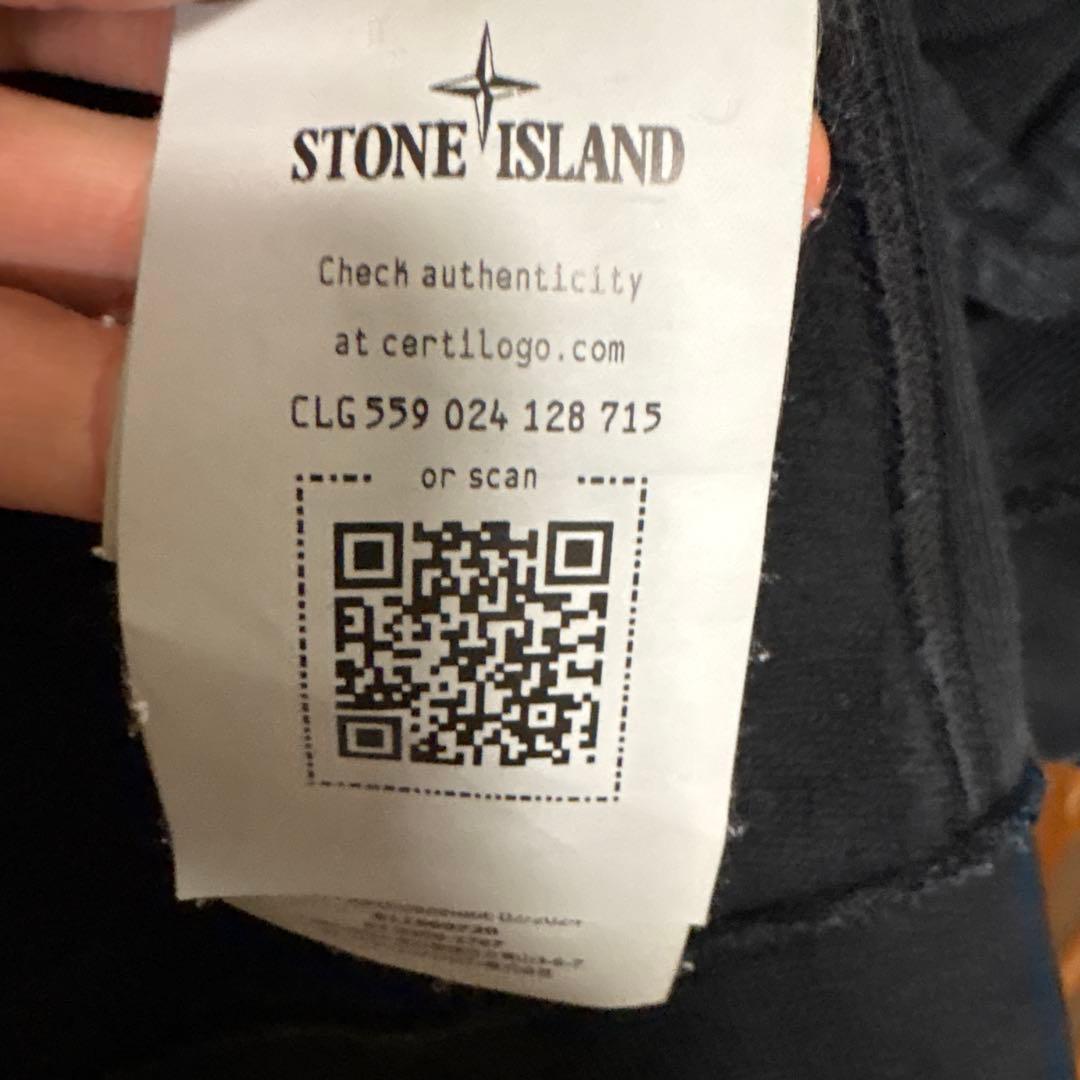 STONE ISLAND
Check authenticity
at certilogo.com
CLG 559 024 128 715
or scan